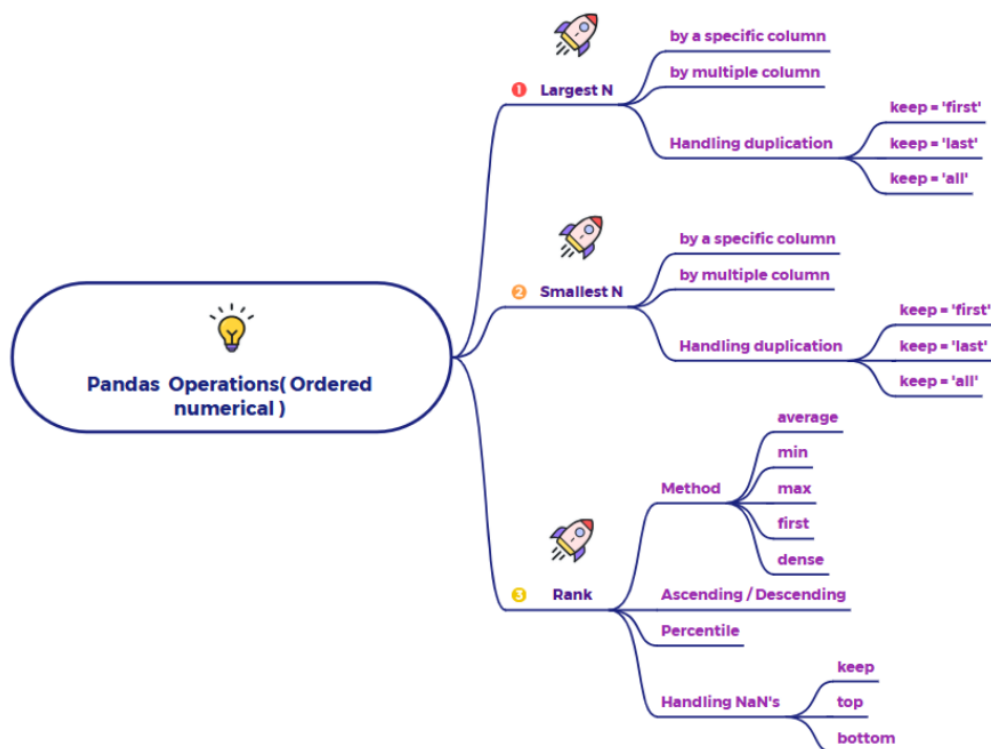 Pandas Operations( Ordered
numerical )
1 Largest N
by a specific column
by multiple column
Handling duplication
keep = 'first'
keep = 'last'
keep = 'all'
2 Smallest N
by a specific column
by multiple column
Handling duplication
keep = 'first'
keep = 'last'
keep = 'all'
3 Rank
Method
average
min
max
first
dense
Ascending / Descending
Percentile
Handling NaN's
keep
top
bottom